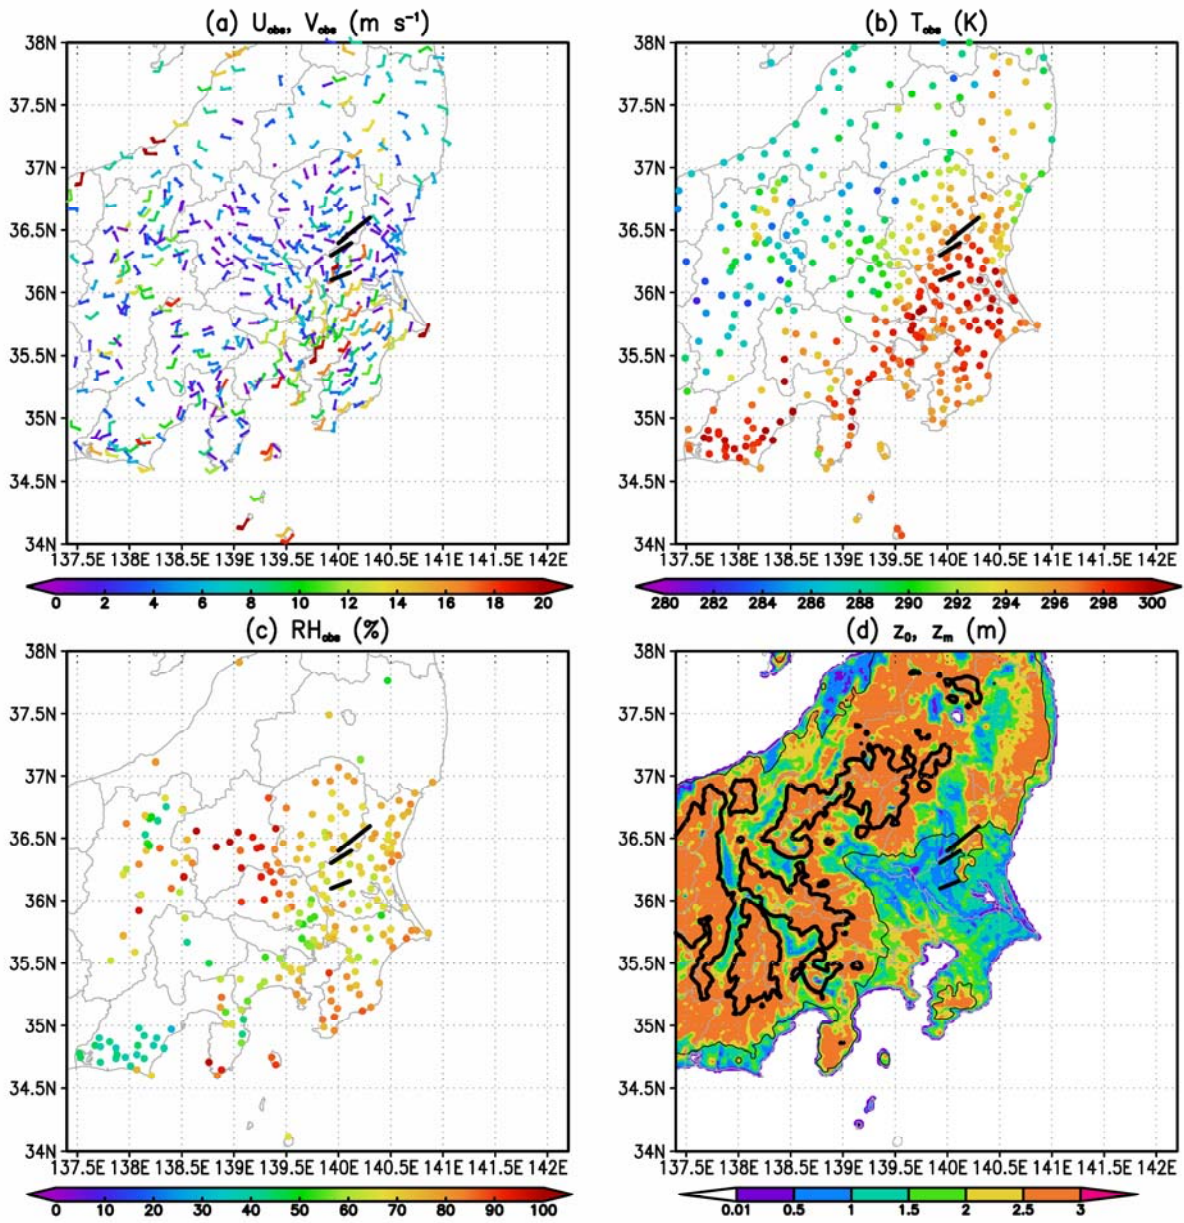 (a) Uobs, Vobs (m s⁻¹)
38N
37.5N
37N
36.5N
36N
35.5N
35N
34.5N
34N
137.5E 138E 138.5E 139E 139.5E 140E 140.5E 141E 141.5E 142E
0 2 4 6 8 10 12 14 16 18 20
(b) Tobs (K)
38N
37.5N
37N
36.5N
36N
35.5N
35N
34.5N
34N
137.5E 138E 138.5E 139E 139.5E 140E 140.5E 141E 141.5E 142E
280 282 284 286 288 290 292 294 296 298 300
(c) RHobs (%)
38N
37.5N
37N
36.5N
36N
35.5N
35N
34.5N
34N
137.5E 138E 138.5E 139E 139.5E 140E 140.5E 141E 141.5E 142E
0 10 20 30 40 50 60 70 80 90 100
(d) z₀, zm (m)
38N
37.5N
37N
36.5N
36N
35.5N
35N
34.5N
34N
137.5E 138E 138.5E 139E 139.5E 140E 140.5E 141E 141.5E 142E
0.01 0.5 1 1.5 2 2.5 3